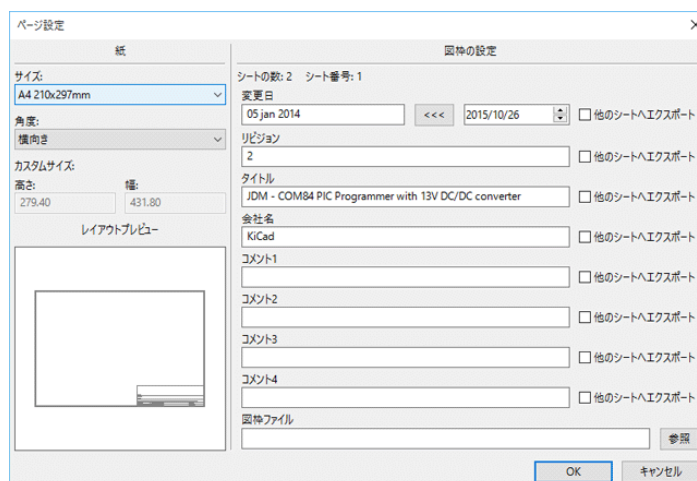 ページ設定
紙
サイズ:
A4 210x297mm
角度:
横向き
カスタムサイズ:
高さ: 幅:
279.40 431.80
レイアウトプレビュー
図枠の設定
シートの数: 2 シート番号: 1
変更日
05 jan 2014 <<< 2015/10/26 他のシートへエクスポート
リビジョン
2 他のシートへエクスポート
タイトル
JDM - COM84 PIC Programmer with 13V DC/DC converter 他のシートへエクスポート
会社名
KiCad 他のシートへエクスポート
コメント1
他のシートへエクスポート
コメント2
他のシートへエクスポート
コメント3
他のシートへエクスポート
コメント4
他のシートへエクスポート
図枠ファイル
参照
OK キャンセル